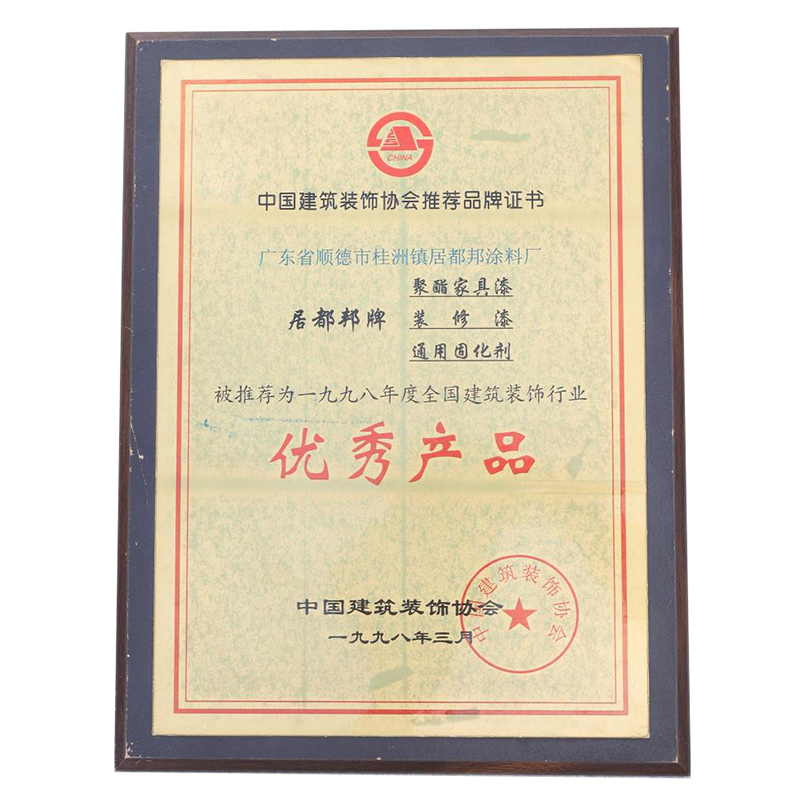 CHINA
中国建筑装饰协会推荐品牌证书
广东省顺德市桂洲镇居都邦涂料厂
居都邦牌
聚酯家具漆
装修漆
通用固化剂
被推荐为一九九八年度全国建筑装饰行业
优秀产品
中国建筑装饰协会
一九九八年三月
中国建筑装饰协会